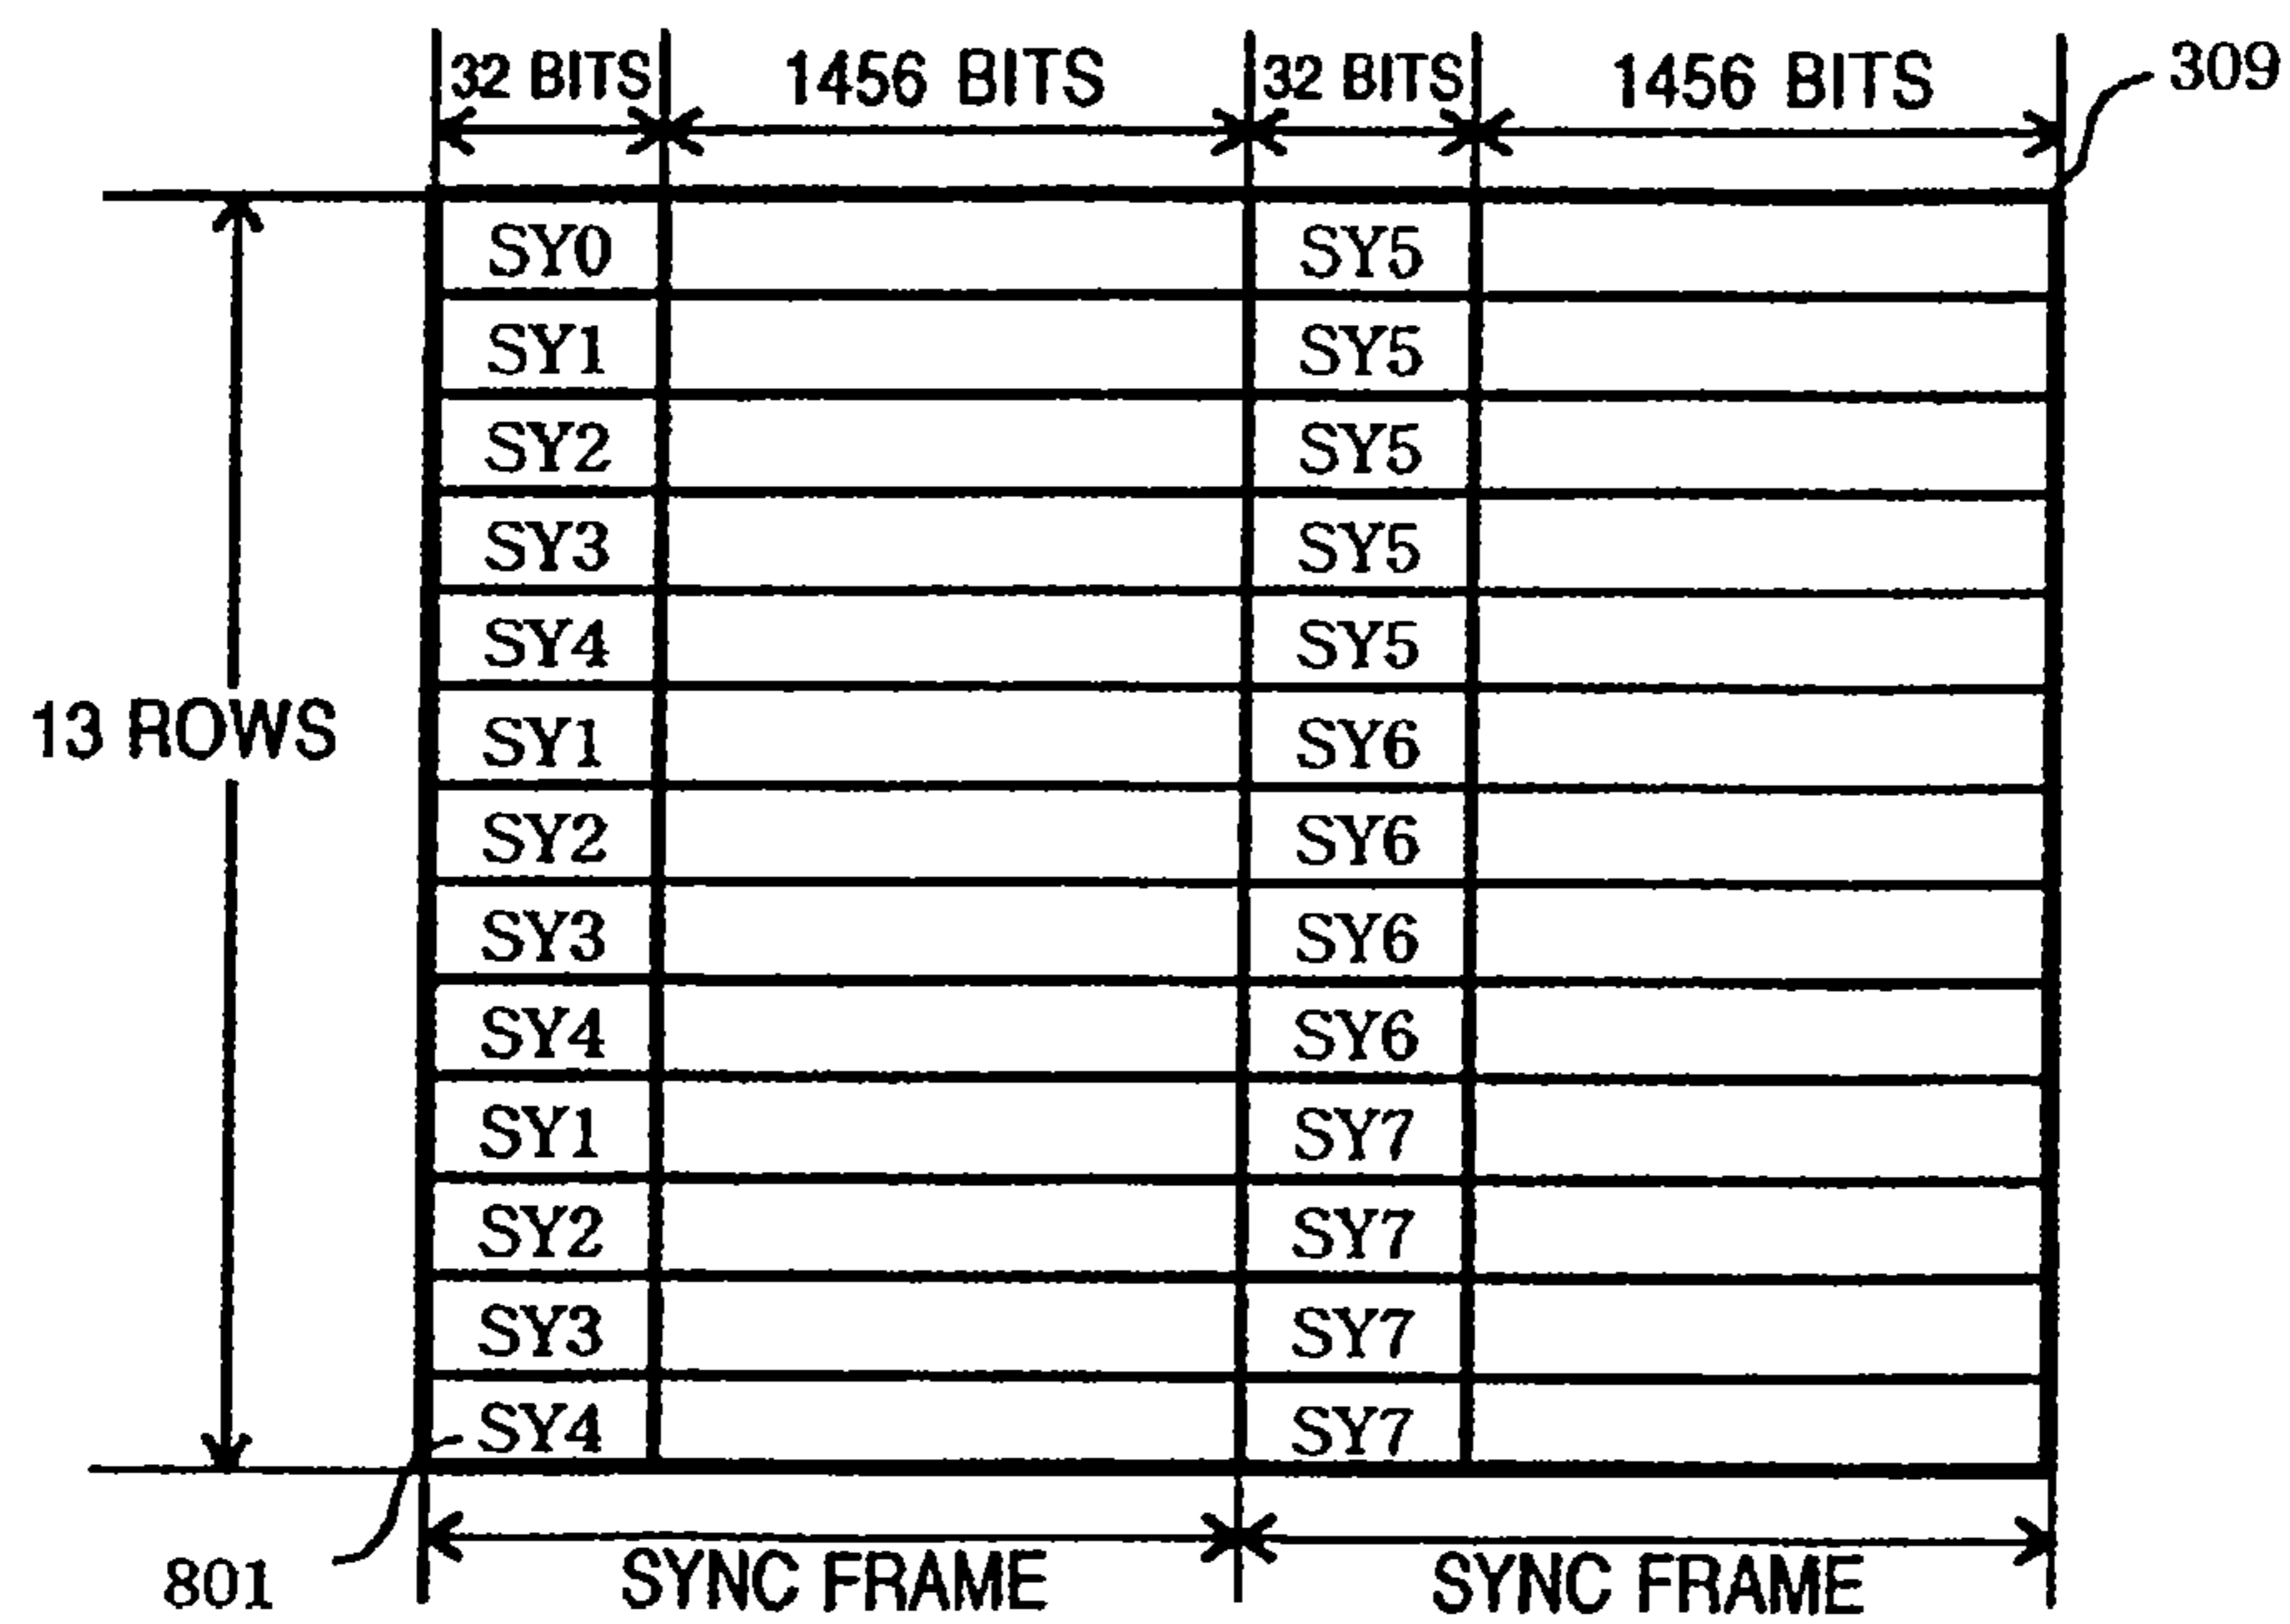 32 BITS 1456 BITS 32 BITS 1456 BITS 309
SY0 SY5
SY1 SY5
SY2 SY5
SY3 SY5
SY4 SY5
13 ROWS SY1 SY6
SY2 SY6
SY3 SY6
SY4 SY6
SY1 SY7
SY2 SY7
SY3 SY7
SY4 SY7
801 SYNC FRAME SYNC FRAME